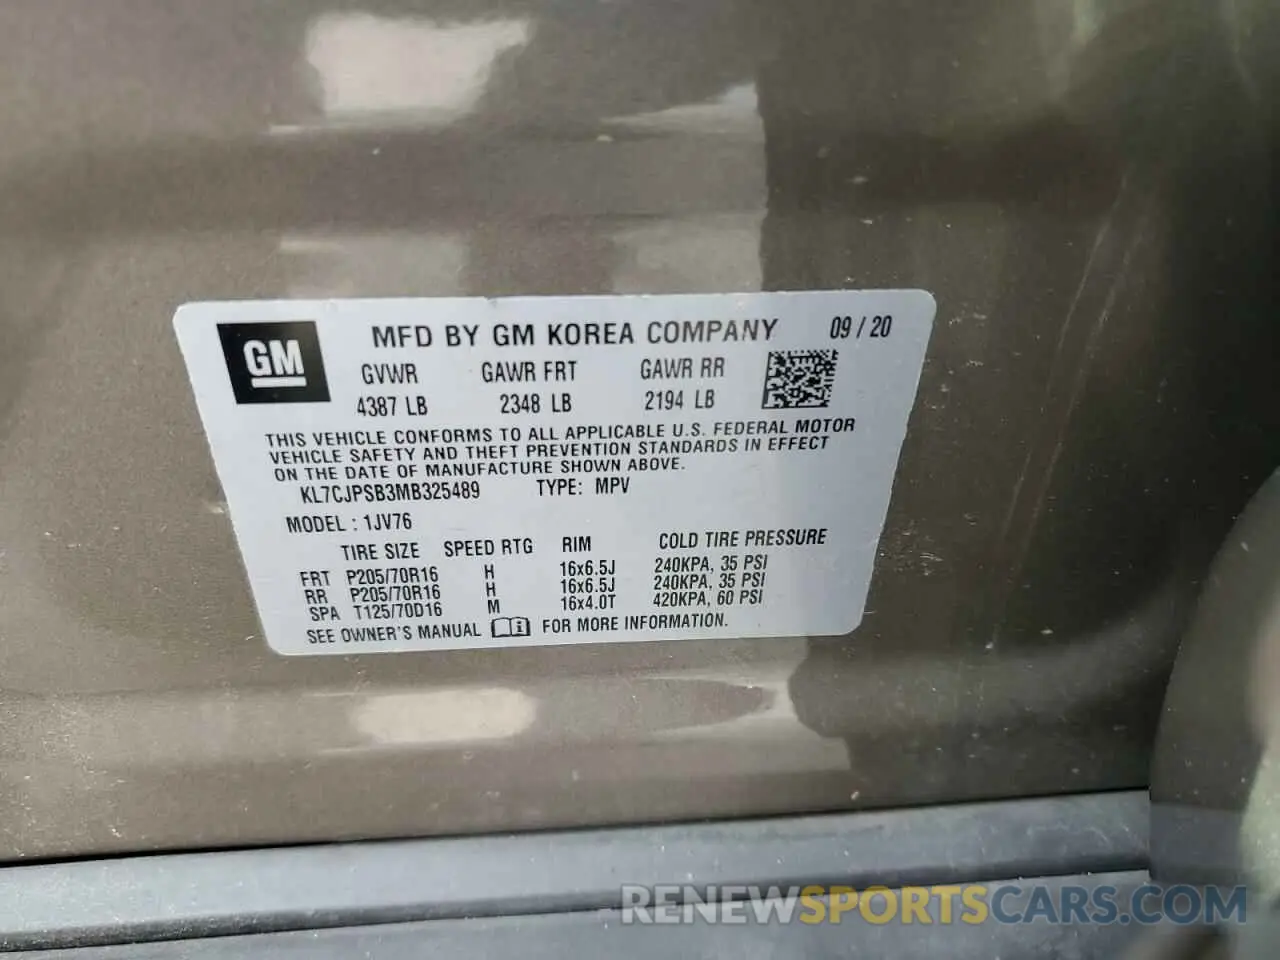 GM
MFD BY GM KOREA COMPANY 09 / 20
GVWR GAWR FRT GAWR RR
4387 LB 2348 LB 2194 LB
THIS VEHICLE CONFORMS TO ALL APPLICABLE U.S. FEDERAL MOTOR
VEHICLE SAFETY AND THEFT PREVENTION STANDARDS IN EFFECT
ON THE DATE OF MANUFACTURE SHOWN ABOVE.
KL7CJPSB3MB325489 TYPE: MPV
MODEL : 1JV76
TIRE SIZE SPEED RTG RIM COLD TIRE PRESSURE
FRT P205/70R16 H 16x6.5J 240KPA, 35 PSI
RR P205/70R16 H 16x6.5J 240KPA, 35 PSI
SPA T125/70D16 M 16x4.0T 420KPA, 60 PSI
SEE OWNER'S MANUAL FOR MORE INFORMATION.
RENEWSPORTSCARS.COM